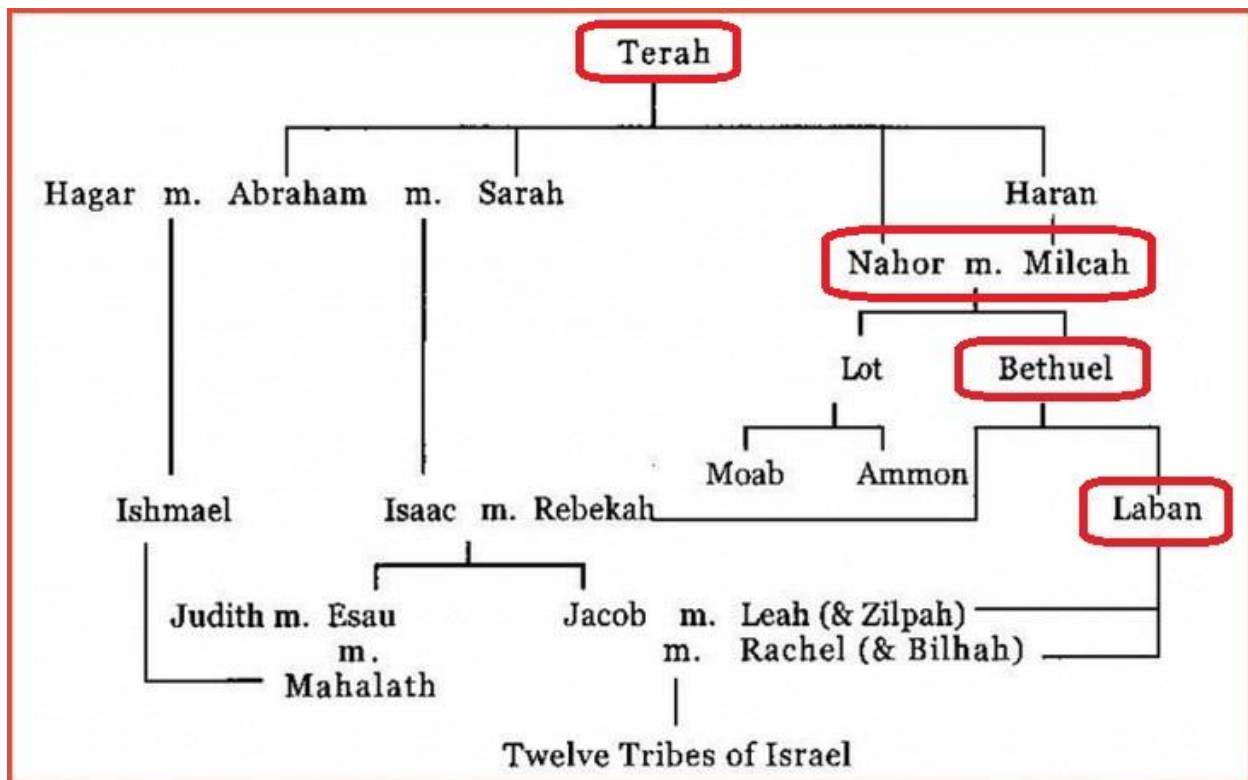 Terah
Hagar m. Abraham m. Sarah
Haran
Nahor m. Milcah
Lot
Bethuel
Moab
Ammon
Ishmael
Isaac m. Rebekah
Laban
Judith m. Esau
m.
Mahalath
Jacob m. Leah (& Zilpah)
m. Rachel (& Bilhah)
Twelve Tribes of Israel